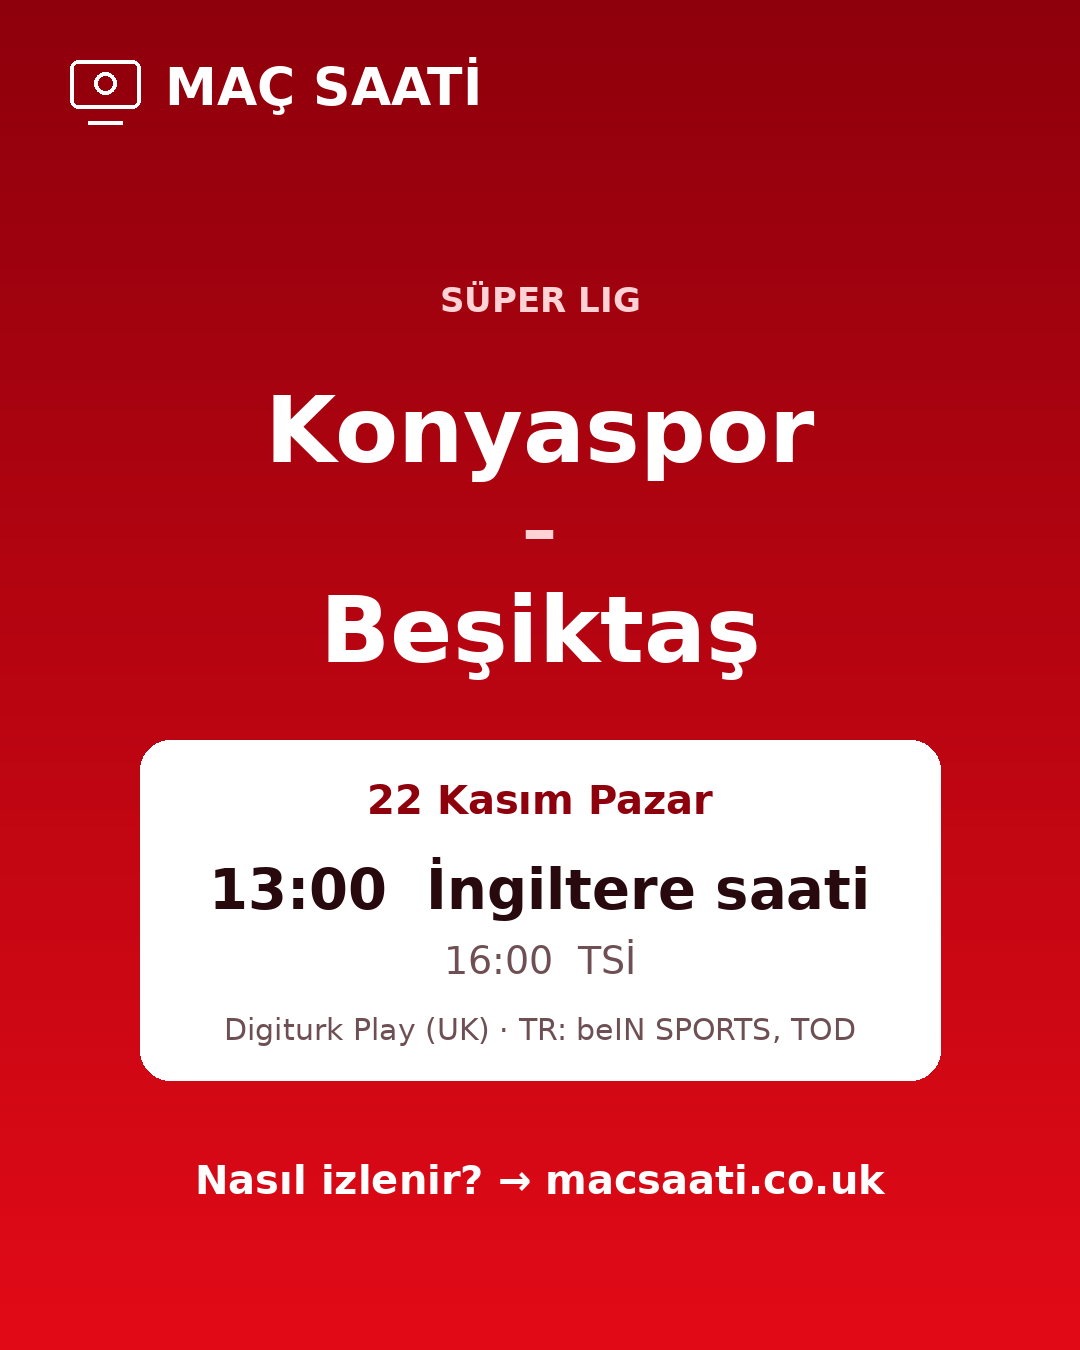 MAÇ SAATİ
SÜPER LIG
Konyaspor
–
Beşiktaş
22 Kasım Pazar
13:00 İngiltere saati
16:00 TSİ
Digiturk Play (UK) · TR: beIN SPORTS, TOD
Nasıl izlenir? → macsaati.co.uk